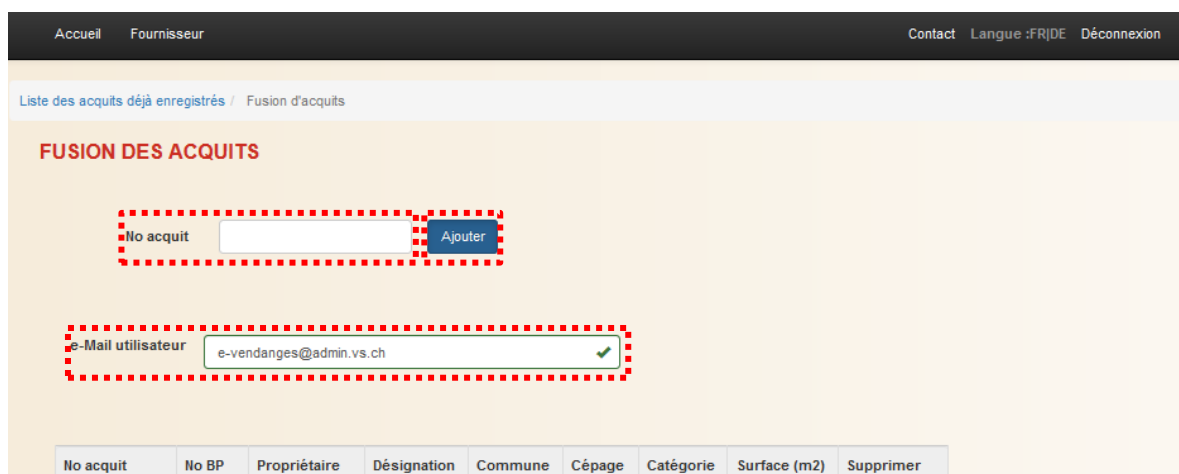 Accueil Fournisseur Contact Langue :FR|DE Déconnexion
Liste des acquits déjà enregistrés / Fusion d'acquits
FUSION DES ACQUITS
No acquit Ajouter
e-Mail utilisateur e-vendanges@admin.vs.ch
No acquit No BP Propriétaire Désignation Commune Cépage Catégorie Surface (m2) Supprimer